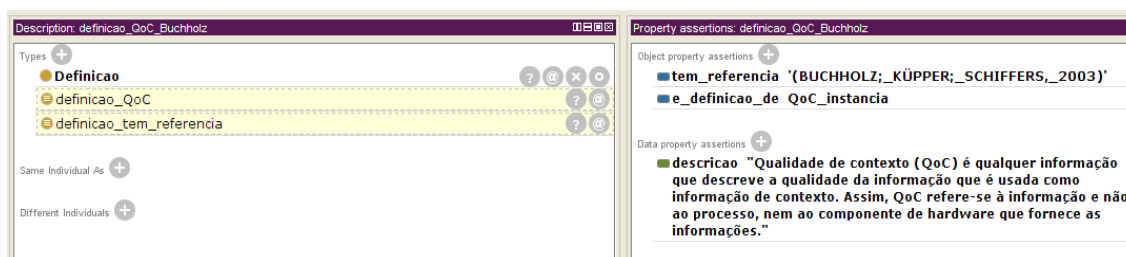 Description: definicao_QoC_Buchholz
Types
Definicao
definicao_QoC
definicao_tem_referencia
Same Individual As
Different Individuals
Property assertions: definicao_QoC_Buchholz
Object property assertions
tem_referencia '(BUCHHOLZ;_KÜPPER;_SCHIFFERS,_2003)'
e_definicao_de QoC_instancia
Data property assertions
descricao "Qualidade de contexto (QoC) é qualquer informação
que descreve a qualidade da informação que é usada como
informação de contexto. Assim, QoC refere-se à informação e não
ao processo, nem ao componente de hardware que fornece as
informações."